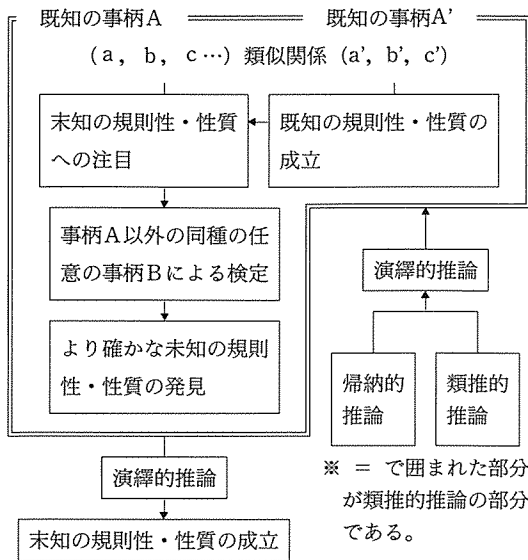 既知の事柄A 既知の事柄A'
(a, b, c…) 類似関係 (a', b', c')
末知の規則性・性質
への注目
既知の規則性・性質の
成立
事柄A以外の同種の任
意の事柄Bによる検定
演繹的推論
より確かな未知の規則
性・性質の発見
帰納的
推論
類推的
推論
演繹的推論
末知の規則性・性質の成立
※ = で囲まれた部分
が類推的推論の部分
である。